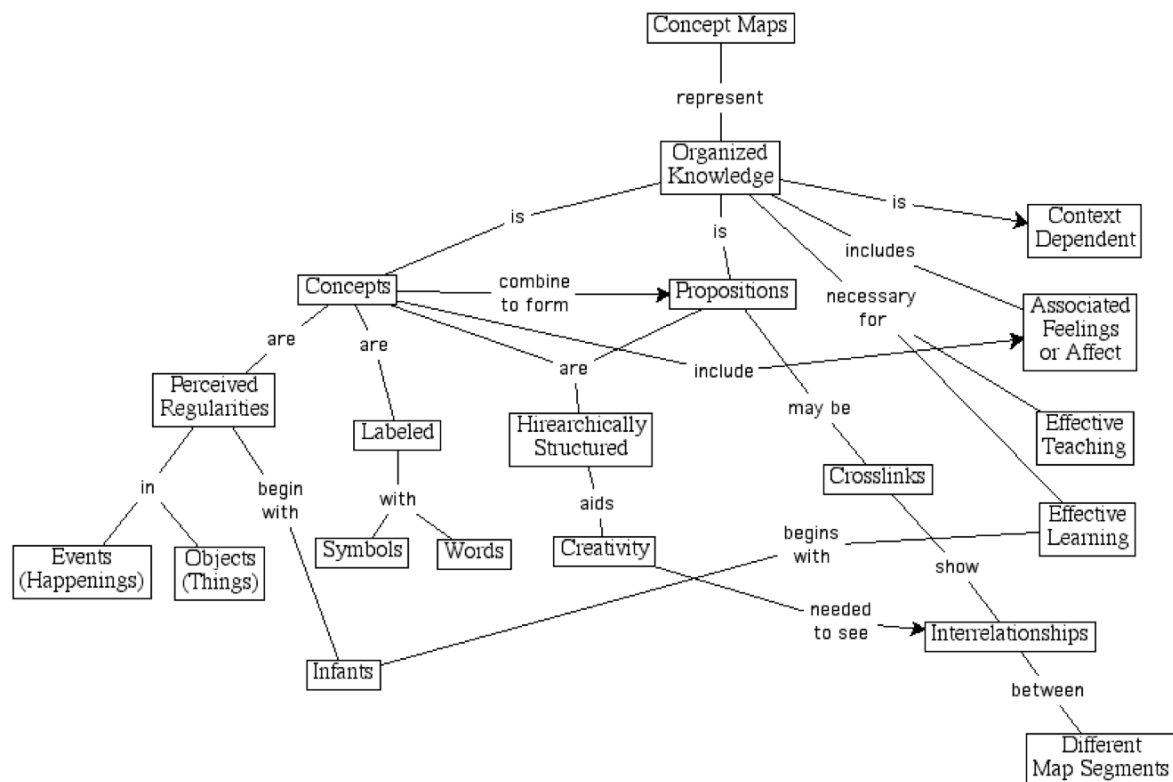 Concept Maps
represent
Organized
Knowledge
is
is
is
Context
Dependent
includes
Concepts
combine
to form
Propositions
necessary
for
Associated
Feelings
or Affect
are
are
are
include
Perceived
Regularities
Labeled
Hirearchically
Structured
may be
Effective
Teaching
in
begin
with
with
aids
Crosslinks
Events
(Happenings)
Objects
(Things)
Symbols
Words
Creativity
begins
with
Effective
Learning
show
needed
to see
Interrelationships
Infants
between
Different
Map Segments